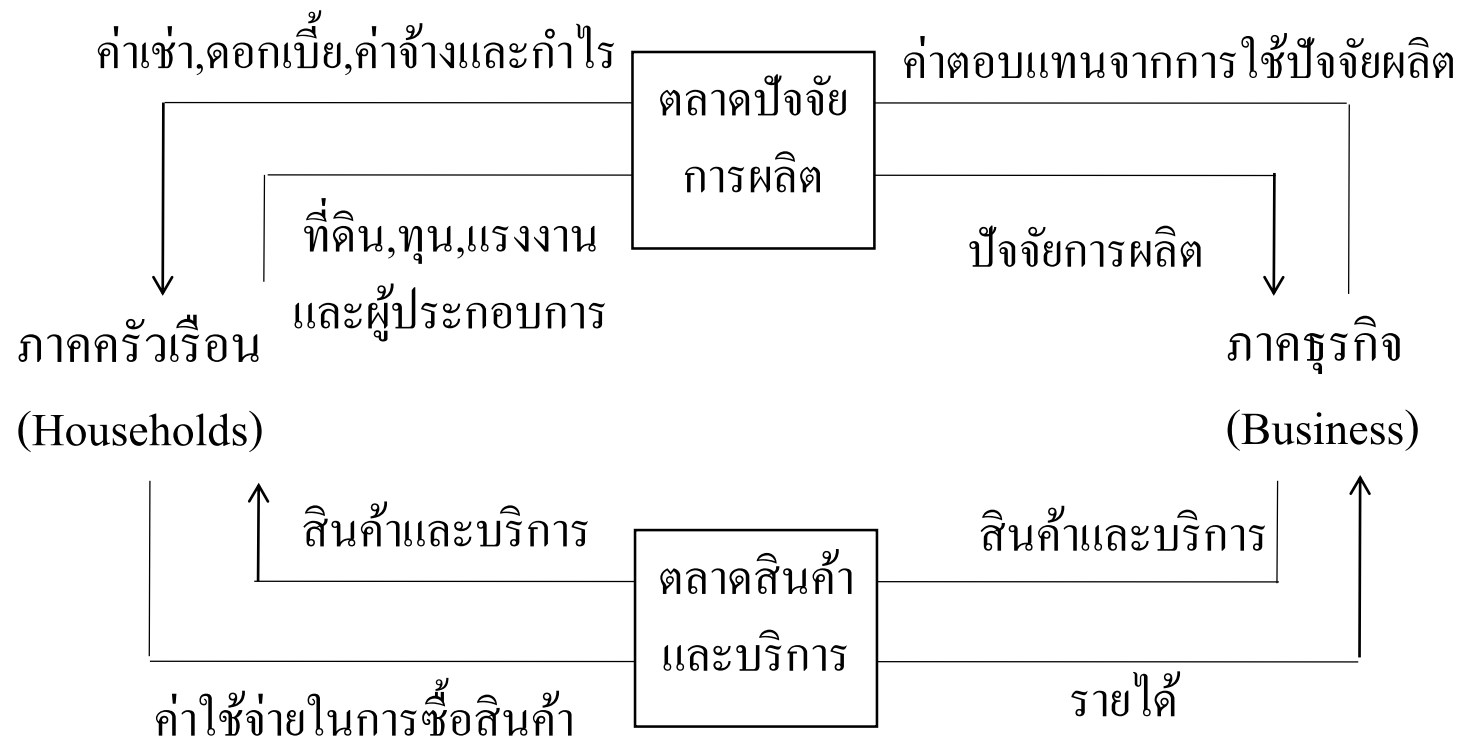 ค่าเช่า,ดอกเบี้ย,ค่าจ้างและกำไร
ตลาดปัจจัย
การผลิต
ค่าตอบแทนจากการใช้ปัจจัยผลิต
ที่ดิน,ทุน,แรงงาน
และผู้ประกอบการ
ปัจจัยการผลิต
ภาคครัวเรือน
(Households)
ภาคธุรกิจ
(Business)
สินค้าและบริการ
ตลาดสินค้า
และบริการ
สินค้าและบริการ
ค่าใช้จ่ายในการซื้อสินค้า
รายได้